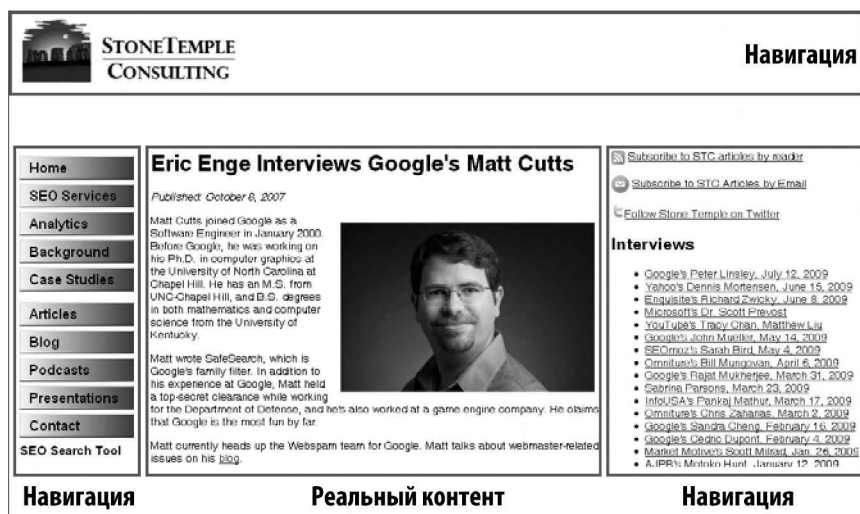 STONETEMPLE
CONSULTING
Навигация
Home
SEO Services
Analytics
Background
Case Studies
Articles
Blog
Podcasts
Presentations
Contact
SEO Search Tool
Eric Enge Interviews Google's Matt Cutts
Published: October 8, 2007
Matt Cutts joined Google as a
Software Engineer in January 2000.
Before Google, he was working on
his Ph.D. in computer graphics at
the University of North Carolina at
Chapel Hill. He has an M.S. from
UNC-Chapel Hill, and B.S. degrees
in both mathematics and computer
science from the University of
Kentucky.
Matt wrote SafeSearch, which is
Google's family filter. In addition to
his experience at Google, Matt held
a top-secret clearance while working
for the Department of Defense, and he's also worked at a game engine company. He claims
that Google is the most fun by far.
Matt currently heads up the Webspam team for Google. Matt talks about webmaster-related
issues on his blog.
Subscribe to STC articles by reader
Subscribe to STC Articles by Email
Follow Stone Temple on Twitter
Interviews
Google's Peter Linsley, July 12, 2009
Yahoo's Dennis Mortensen, June 15, 2009
Enquisite's Richard Zwicky, June 8, 2009
Microsoft's Dr. Scott Prevost
YouTube's Tracy Chan, Matthew Liu
Google's John Mueller, May 14, 2009
SEOmoz's Sarah Bird, May 4, 2009
Omniture's Bill Mungovan, April 6, 2009
Google's Rajat Mukherjee, March 31, 2009
Sabrina Parsons, March 23, 2009
InfoUSA's Pankaj Mathur, March 17, 2009
Omniture's Chris Zaharias, March 2, 2009
Google's Sandra Cheng, February 16, 2009
Google's Cedric Dupont, February 4, 2009
Market Motive's Scott Milrad, Jan. 26, 2009
Motoko Hunt, January 12, 2009
Навигация
Реальный контент
Навигация